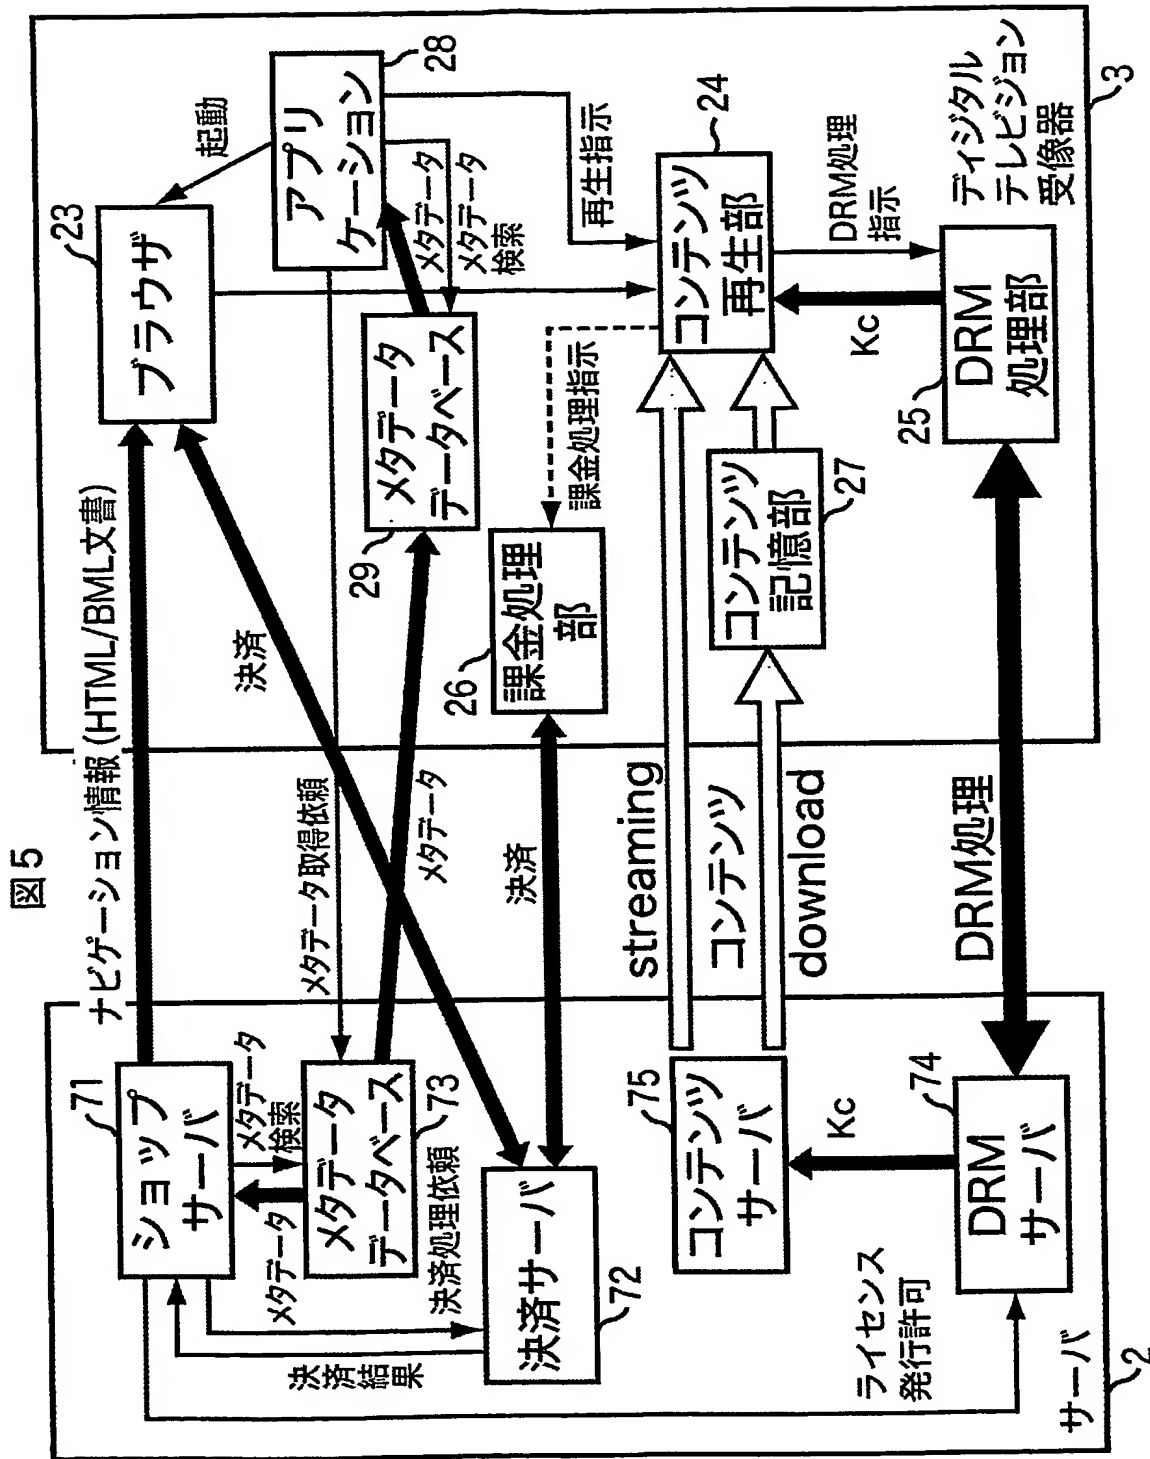 図5
ナビゲーション情報(HTML/BML文書)
71
ショップ
サーバ
メタデータ
検索
メタデータ
メタデータ
データベース
73
決済処理依頼
決済結果
決済サーバ
72
コンテンツ
サーバ
75
Kc
DRM
サーバ
74
ライセンス
発行許可
サーバ
2
メタデータ取得依頼
メタデータ
決済
決済
streaming
コンテンツ
download
DRM処理
23
ブラウザ
起動
アプリ
ケーション
28
メタデータ
メタデータ
検索
メタデータ
データベース
29
再生指示
課金処理
部
26
課金処理指示
コンテンツ
再生部
24
コンテンツ
記憶部
27
DRM処理
指示
Kc
DRM
処理部
25
ディジタル
テレビジョン
受像器
3